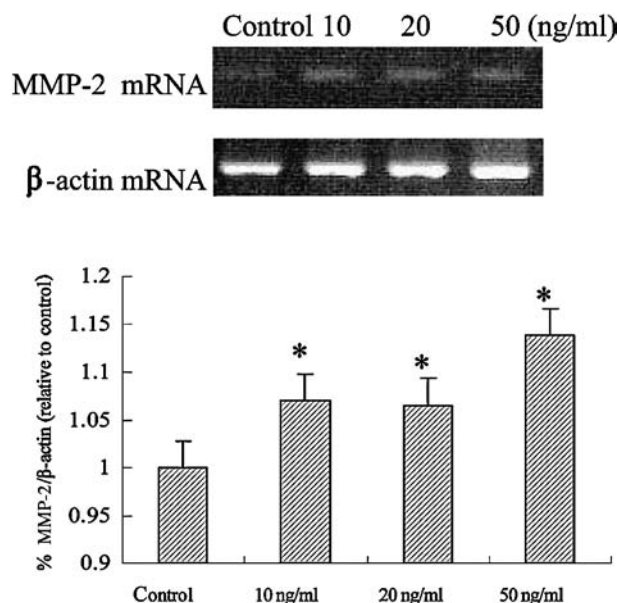 Control 10 20 50 (ng/ml)
MMP-2 mRNA
β-actin mRNA
% MMP-2/β-actin (relative to control)
1.2
1.15
1.1
1.05
1
0.95
0.9
* * *
Control 10 ng/ml 20 ng/ml 50 ng/ml